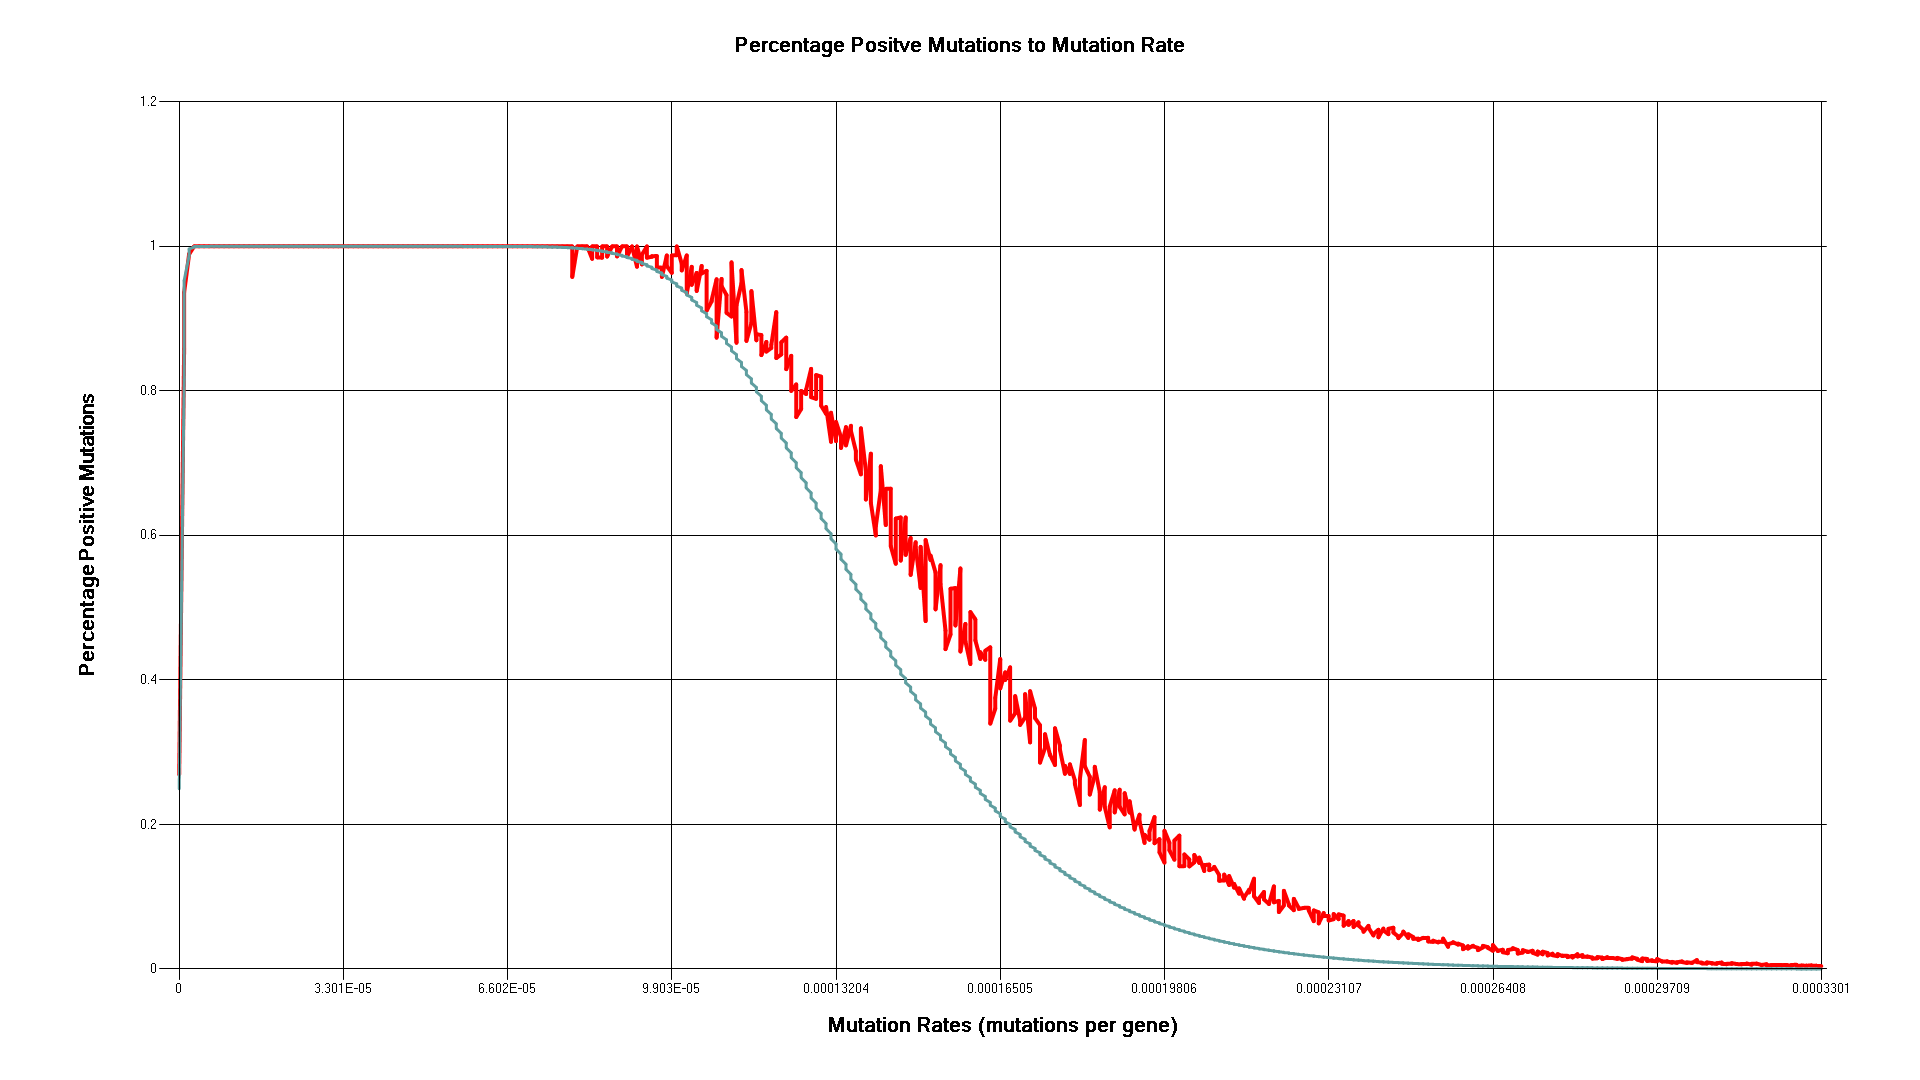 Percentage Positve Mutations to Mutation Rate
1.2
1
0.8
0.6
0.4
0.2
0
Percentage Positive Mutations
0 3.301E-05 6.602E-05 9.903E-05 0.00013204 0.00016505 0.00019806 0.00023107 0.00026408 0.00029709 0.0003301
Mutation Rates (mutations per gene)